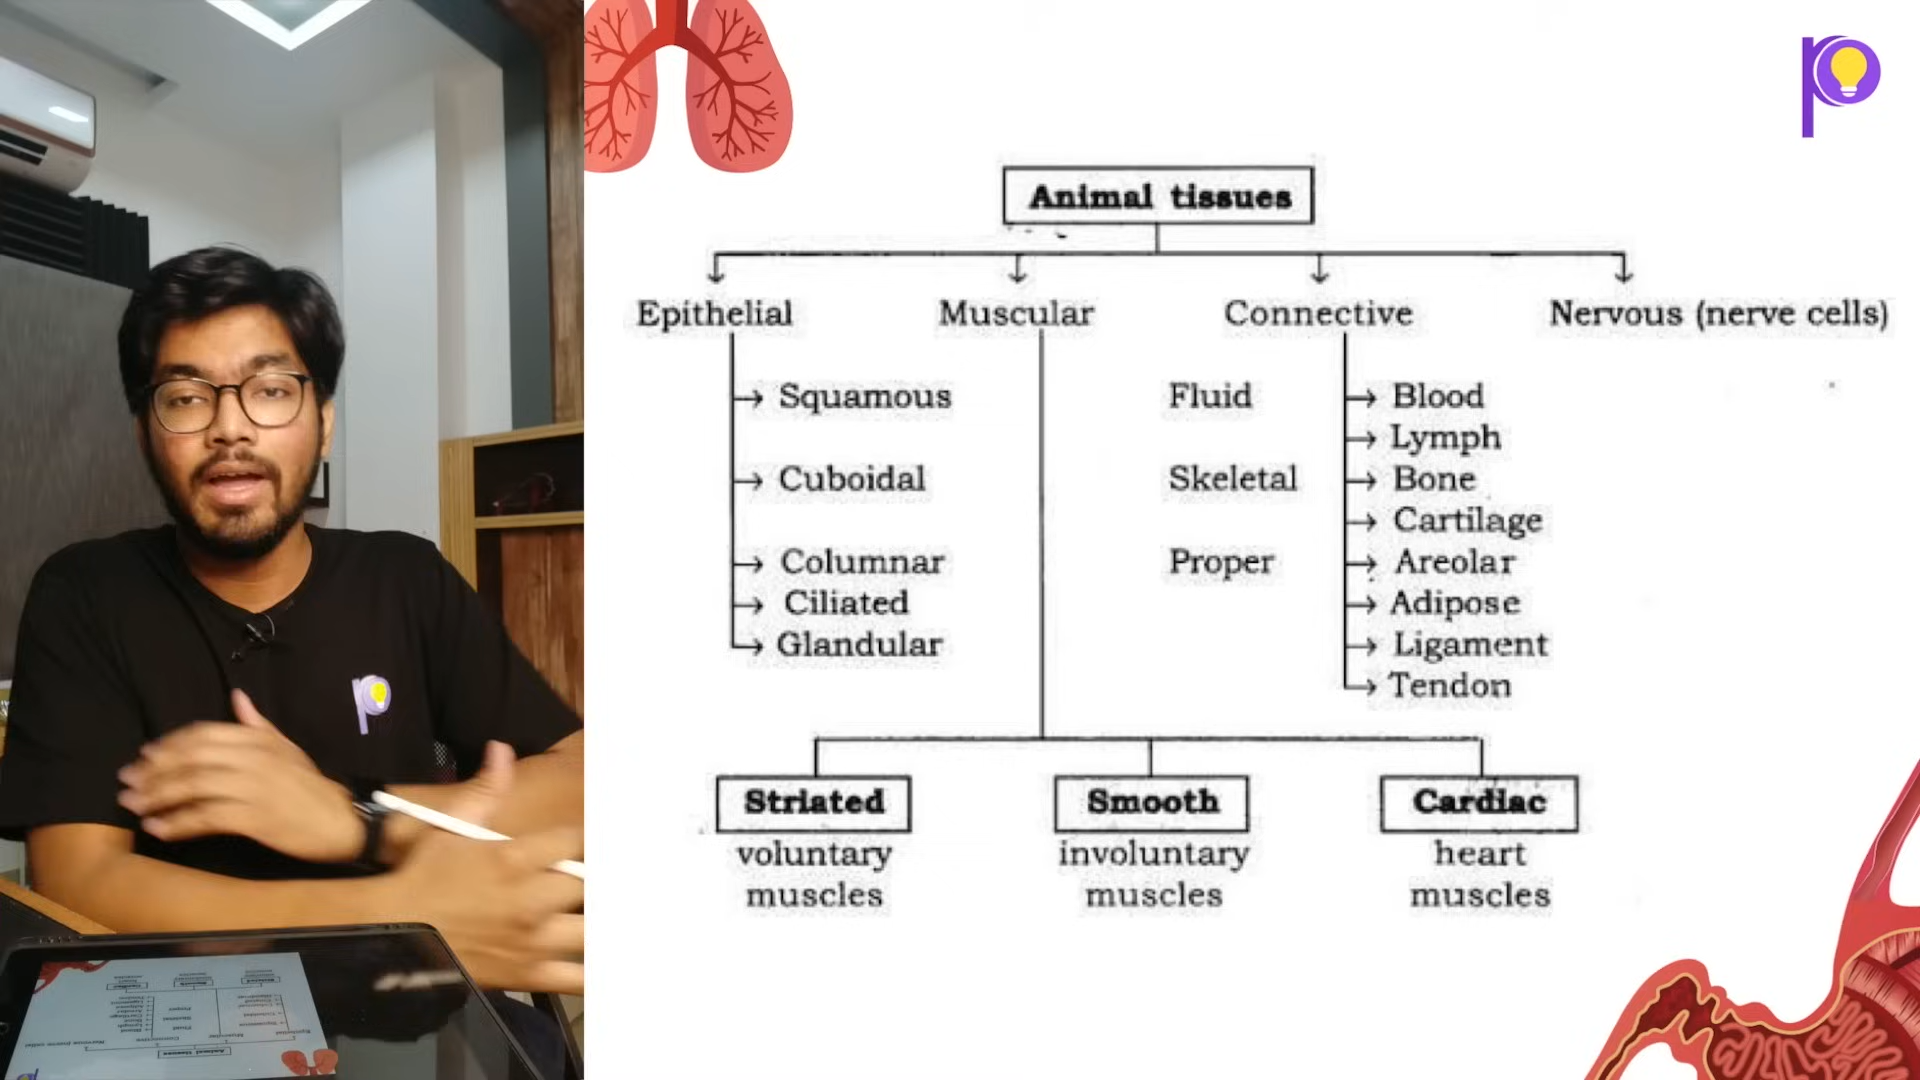 Animal tissues
Epithelial Muscular Connective Nervous (nerve cells)
Squamous Fluid Blood
Lymph
Cuboidal Skeletal Bone
Cartilage
Columnar Proper Areolar
Ciliated Adipose
Glandular Ligament
Tendon
Striated Smooth Cardiac
voluntary involuntary heart
muscles muscles muscles